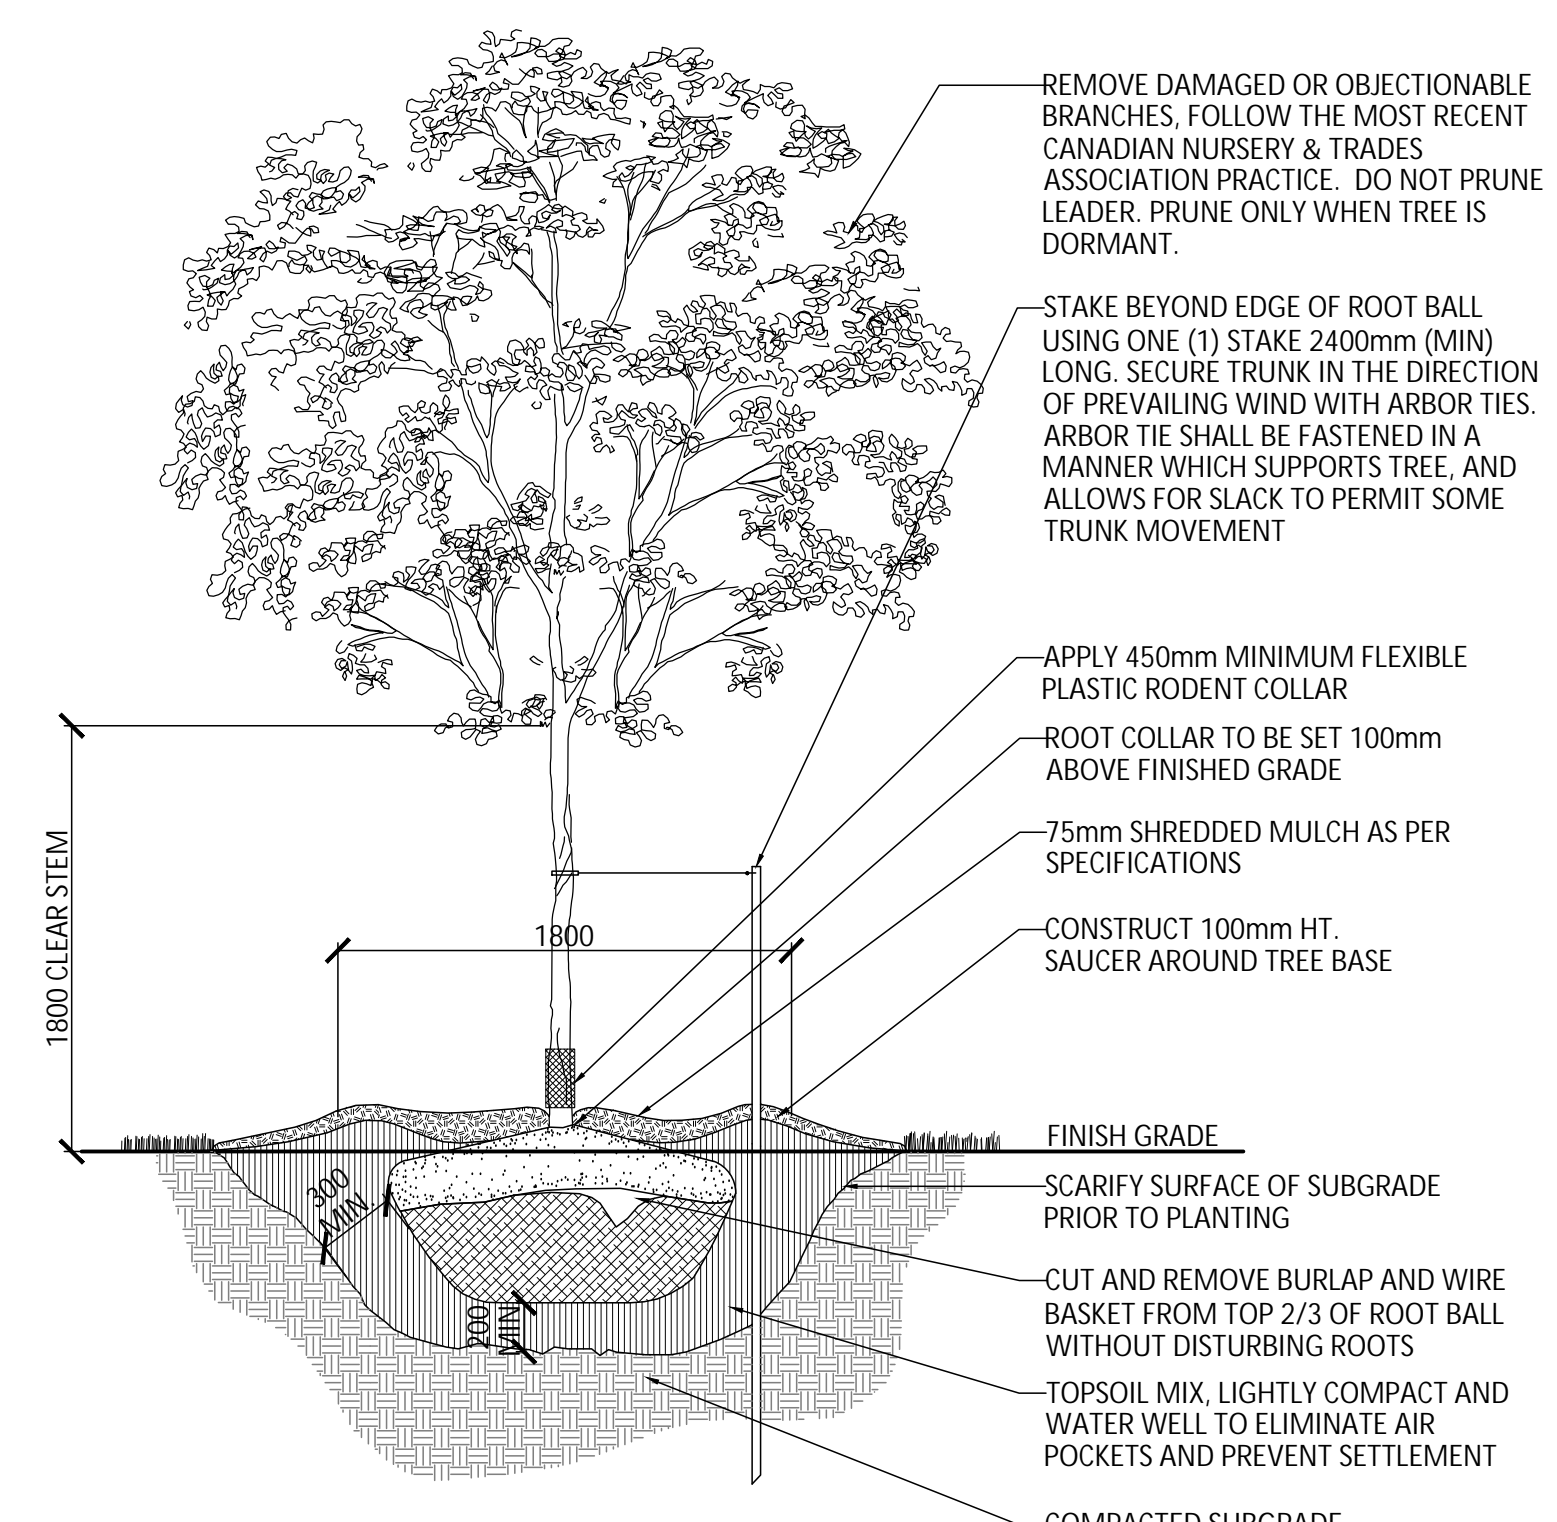 REMOVE DAMAGED OR OBJECTIONABLE
BRANCHES, FOLLOW THE MOST RECENT
CANADIAN NURSERY & TRADES
ASSOCIATION PRACTICE. DO NOT PRUNE
LEADER. PRUNE ONLY WHEN TREE IS
DORMANT.
STAKE BEYOND EDGE OF ROOT BALL
USING ONE (1) STAKE 2400mm (MIN)
LONG. SECURE TRUNK IN THE DIRECTION
OF PREVAILING WIND WITH ARBOR TIES.
ARBOR TIE SHALL BE FASTENED IN A
MANNER WHICH SUPPORTS TREE, AND
ALLOWS FOR SLACK TO PERMIT SOME
TRUNK MOVEMENT
APPLY 450mm MINIMUM FLEXIBLE
PLASTIC RODENT COLLAR
ROOT COLLAR TO BE SET 100mm
ABOVE FINISHED GRADE
75mm SHREDDED MULCH AS PER
SPECIFICATIONS
CONSTRUCT 100mm HT.
SAUCER AROUND TREE BASE
1800 CLEAR STEM
1800
FINISH GRADE
300
MIN.
200
MIN
SCARIFY SURFACE OF SUBGRADE
PRIOR TO PLANTING
CUT AND REMOVE BURLAP AND WIRE
BASKET FROM TOP 2/3 OF ROOT BALL
WITHOUT DISTURBING ROOTS
TOPSOIL MIX, LIGHTLY COMPACT AND
WATER WELL TO ELIMINATE AIR
POCKETS AND PREVENT SETTLEMENT
COMPACTED SUBGRADE